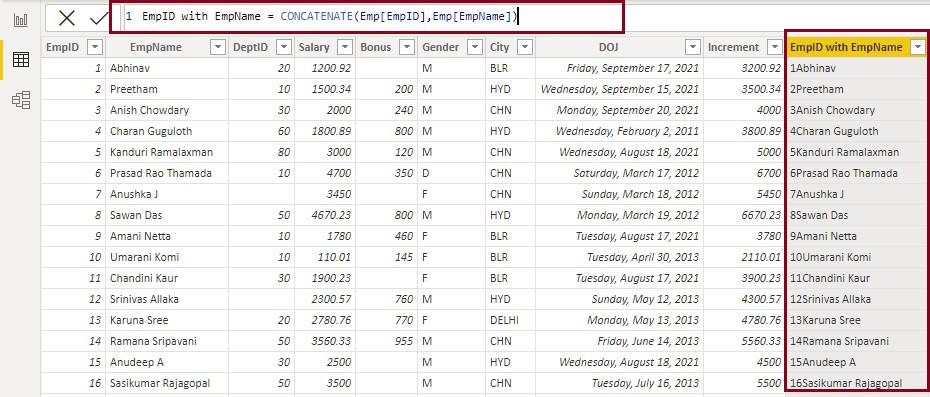 1 EmpID with EmpName = CONCATENATE(Emp[EmpID],Emp[EmpName])
EmpID EmpName DeptID Salary Bonus Gender City DOJ Increment EmpID with EmpName
1 Abhinav 20 1200.92 M BLR Friday, September 17, 2021 3200.92 1Abhinav
2 Preetham 10 1500.34 200 M HYD Wednesday, September 15, 2021 3500.34 2Preetham
3 Anish Chowdary 30 2000 240 M CHN Monday, September 20, 2021 4000 3Anish Chowdary
4 Charan Guguloth 60 1800.89 800 M HYD Wednesday, February 2, 2011 3800.89 4Charan Guguloth
5 Kanduri Ramalaxman 80 3000 120 M CHN Wednesday, August 18, 2021 5000 5Kanduri Ramalaxman
6 Prasad Rao Thamada 10 4700 350 D CHN Saturday, March 17, 2012 6700 6Prasad Rao Thamada
7 Anushka J 3450 F CHN Sunday, March 18, 2012 5450 7Anushka J
8 Sawan Das 50 4670.23 800 M HYD Monday, March 19, 2012 6670.23 8Sawan Das
9 Amani Netta 10 1780 460 F BLR Tuesday, August 17, 2021 3780 9Amani Netta
10 Umarani Komi 10 110.01 145 F BLR Tuesday, April 30, 2013 2110.01 10Umarani Komi
11 Chandini Kaur 30 1900.23 F BLR Tuesday, August 17, 2021 3900.23 11Chandini Kaur
12 Srinivas Allaka 2300.57 760 M HYD Sunday, May 12, 2013 4300.57 12Srinivas Allaka
13 Karuna Sree 20 2780.76 770 F DELHI Monday, May 13, 2013 4780.76 13Karuna Sree
14 Ramana Sripavani 50 3560.33 955 M CHN Friday, June 14, 2013 5560.33 14Ramana Sripavani
15 Anudeep A 30 2500 M HYD Wednesday, August 18, 2021 4500 15Anudeep A
16 Sasikumar Rajagopal 50 3500 M CHN Tuesday, July 16, 2013 5500 16Sasikumar Rajagopal